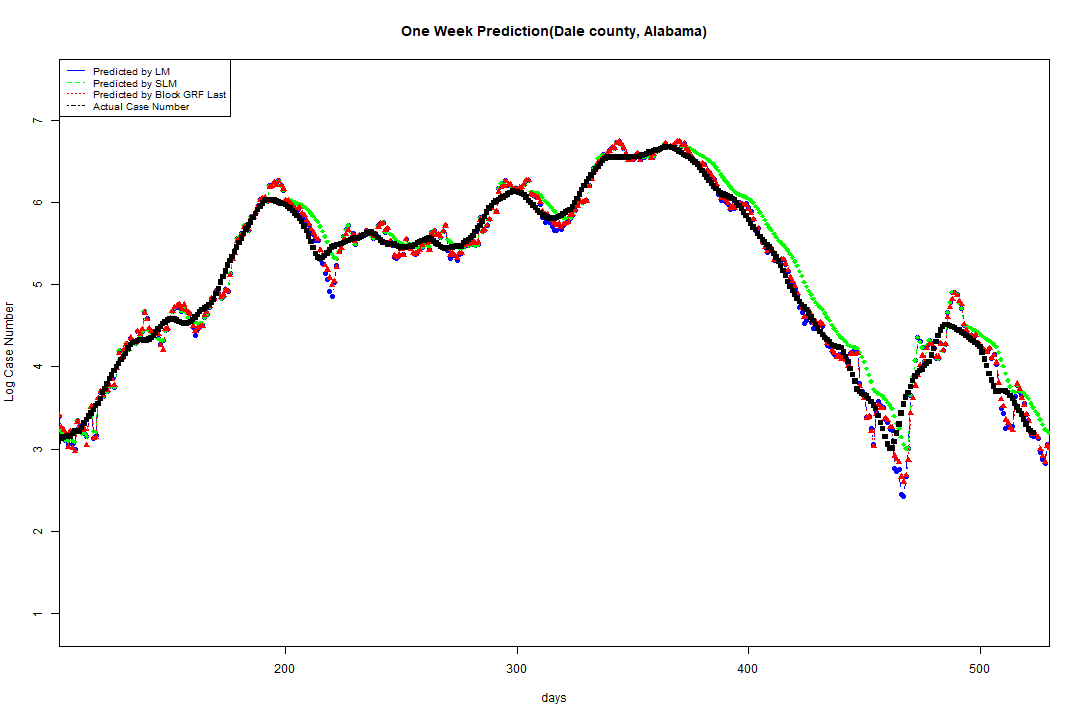 One Week Prediction(Dale county, Alabama)
Predicted by LM
Predicted by SLM
Predicted by Block GRF Last
Actual Case Number
7
6
5
4
3
2
1
Log Case Number
200 300 400 500
days